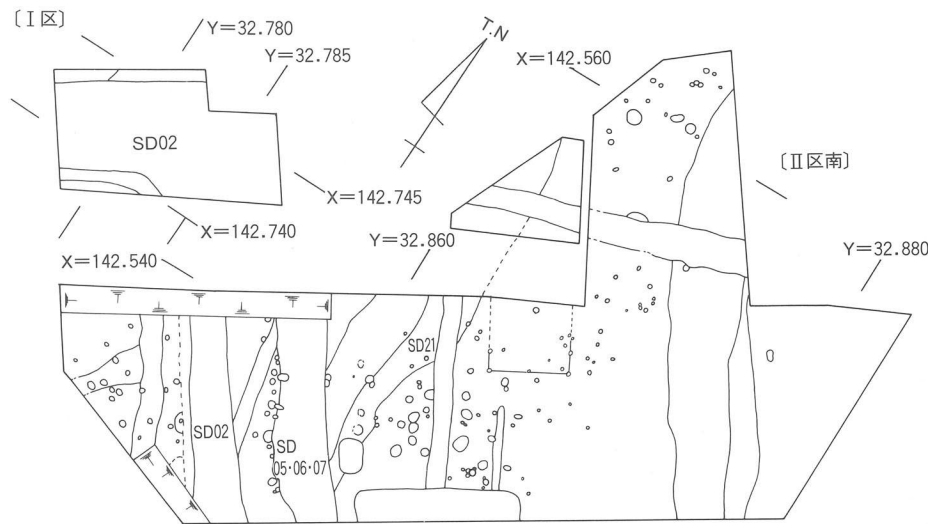 〔Ⅰ区〕
Y=32.780
Y=32.785
T.N
X=142.560
SD02
〔Ⅱ区南〕
X=142.745
X=142.740
Y=32.860
Y=32.880
X=142.540
SD21
SD02
SD
05·06·07